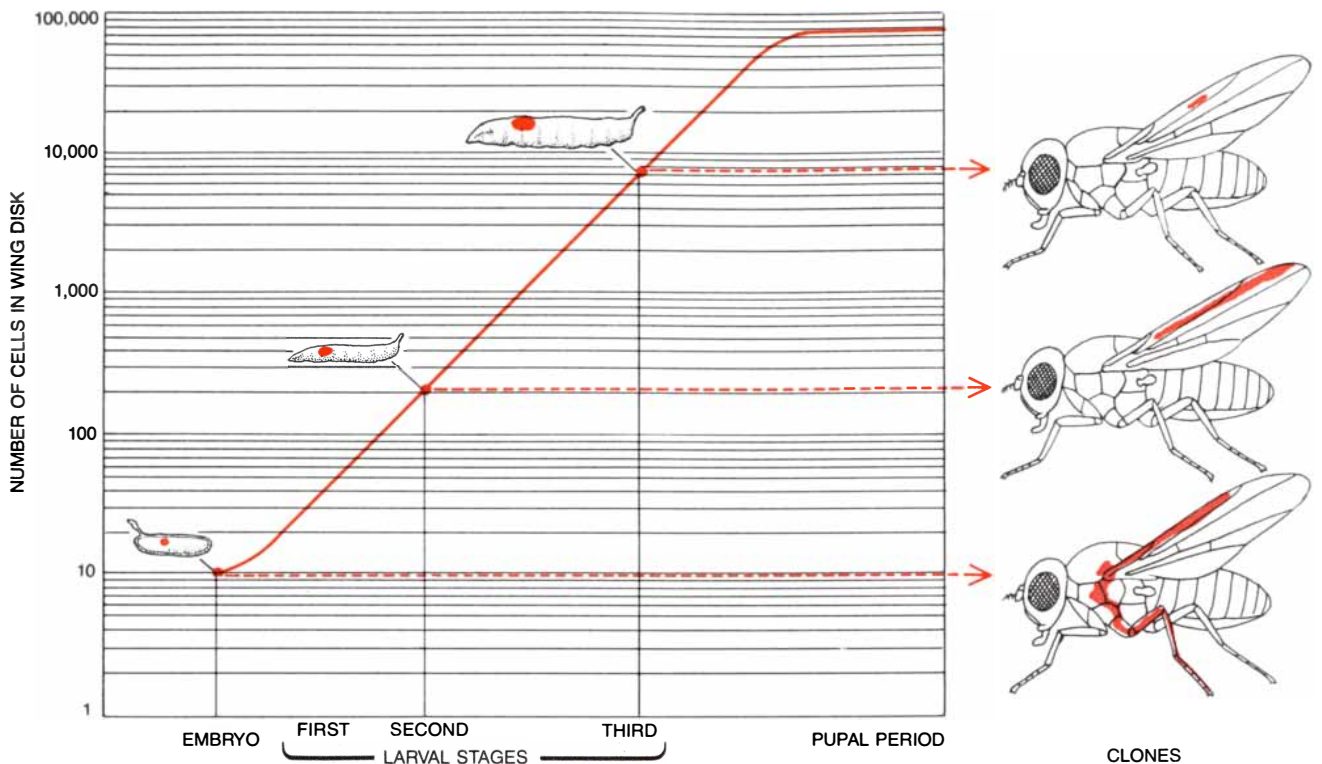 NUMBER OF CELLS IN WING DISK
100,000
10,000
1,000
100
10
1
EMBRYO
FIRST SECOND THIRD
LARVAL STAGES
PUPAL PERIOD
CLONES